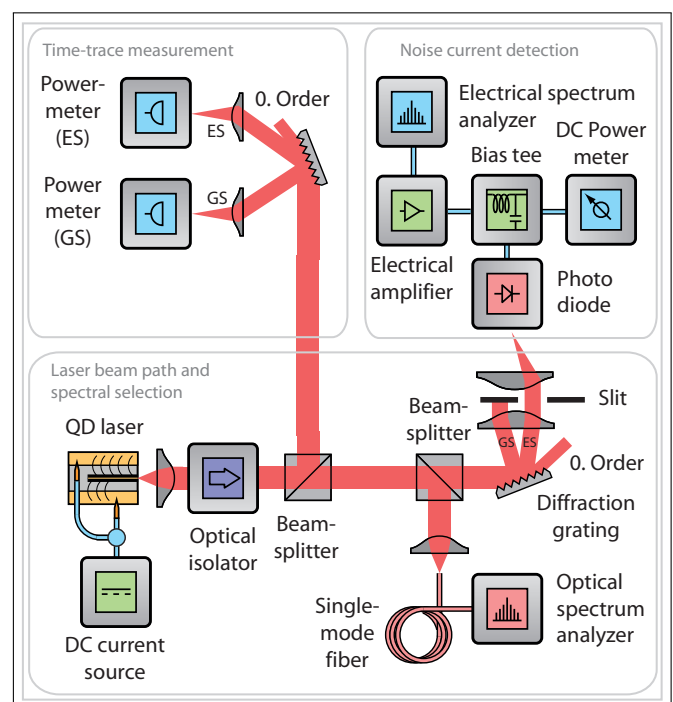 Time-trace measurement
Power-
meter
(ES)
ES
0. Order
Power
meter
(GS)
GS
Noise current detection
Electrical spectrum
analyzer
Bias tee
DC Power
meter
Electrical
amplifier
Photo
diode
Laser beam path and
spectral selection
QD laser
Optical
isolator
Beam-
splitter
DC current
source
Beam-
splitter
Slit
GS
ES
0. Order
Diffraction
grating
Single-
mode
fiber
Optical
spectrum
analyzer